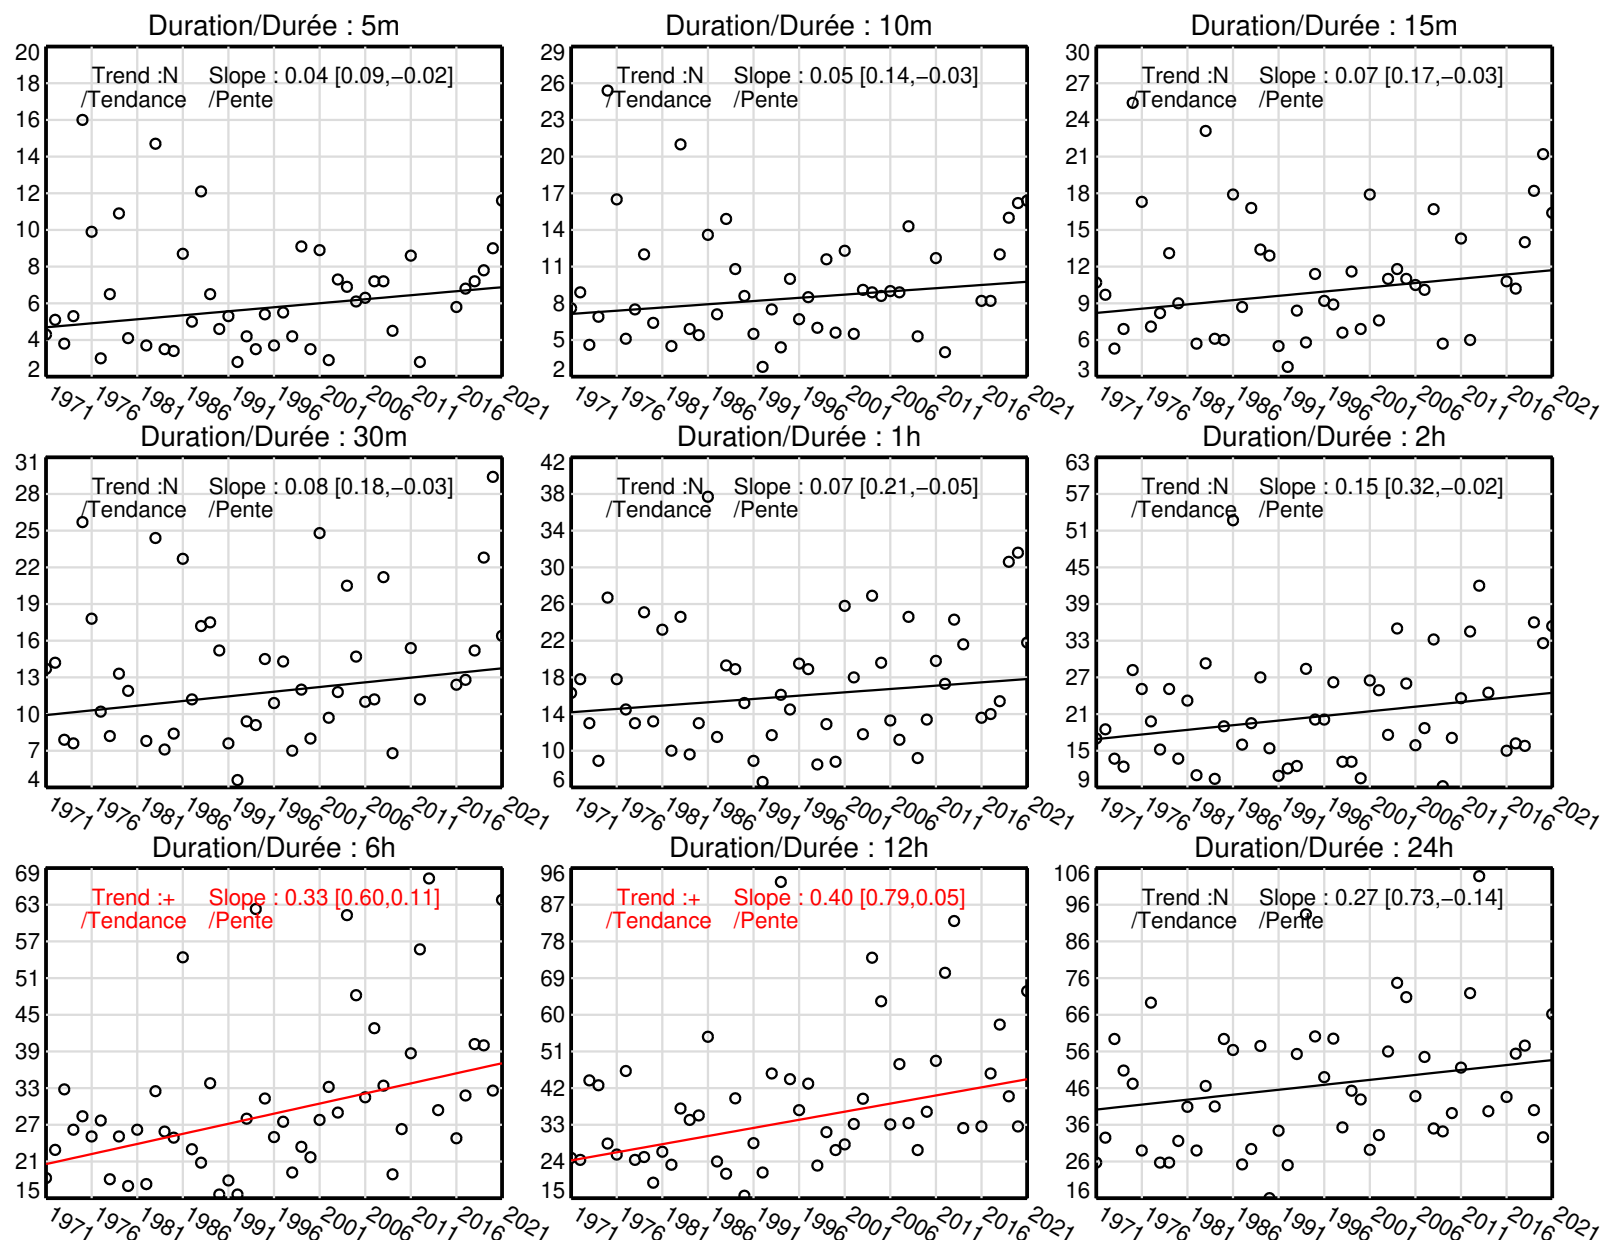 Duration/Durée : 5m
Trend :N Slope : 0.04 [0.09,−0.02]
/Tendance /Pente
20
18
16
14
12
10
8
6
4
2
1971 1976 1981 1986 1991 1996 2001 2006 2011 2016 2021
Duration/Durée : 10m
Trend :N Slope : 0.05 [0.14,−0.03]
/Tendance /Pente
29
26
23
20
17
14
11
8
5
2
1971 1976 1981 1986 1991 1996 2001 2006 2011 2016 2021
Duration/Durée : 15m
Trend :N Slope : 0.07 [0.17,−0.03]
/Tendance /Pente
30
27
24
21
18
15
12
9
6
3
1971 1976 1981 1986 1991 1996 2001 2006 2011 2016 2021
Duration/Durée : 30m
Trend :N Slope : 0.08 [0.18,−0.03]
/Tendance /Pente
31
28
25
22
19
16
13
10
7
4
1971 1976 1981 1986 1991 1996 2001 2006 2011 2016 2021
Duration/Durée : 1h
Trend :N Slope : 0.07 [0.21,−0.05]
/Tendance /Pente
42
38
34
30
26
22
18
14
10
6
1971 1976 1981 1986 1991 1996 2001 2006 2011 2016 2021
Duration/Durée : 2h
Trend :N Slope : 0.15 [0.32,−0.02]
/Tendance /Pente
63
57
51
45
39
33
27
21
15
9
1971 1976 1981 1986 1991 1996 2001 2006 2011 2016 2021
Duration/Durée : 6h
Trend :+ Slope : 0.33 [0.60,0.11]
/Tendance /Pente
69
63
57
51
45
39
33
27
21
15
1971 1976 1981 1986 1991 1996 2001 2006 2011 2016 2021
Duration/Durée : 12h
Trend :+ Slope : 0.40 [0.79,0.05]
/Tendance /Pente
96
87
78
69
60
51
42
33
24
15
1971 1976 1981 1986 1991 1996 2001 2006 2011 2016 2021
Duration/Durée : 24h
Trend :N Slope : 0.27 [0.73,−0.14]
/Tendance /Pente
106
96
86
76
66
56
46
36
26
16
1971 1976 1981 1986 1991 1996 2001 2006 2011 2016 2021